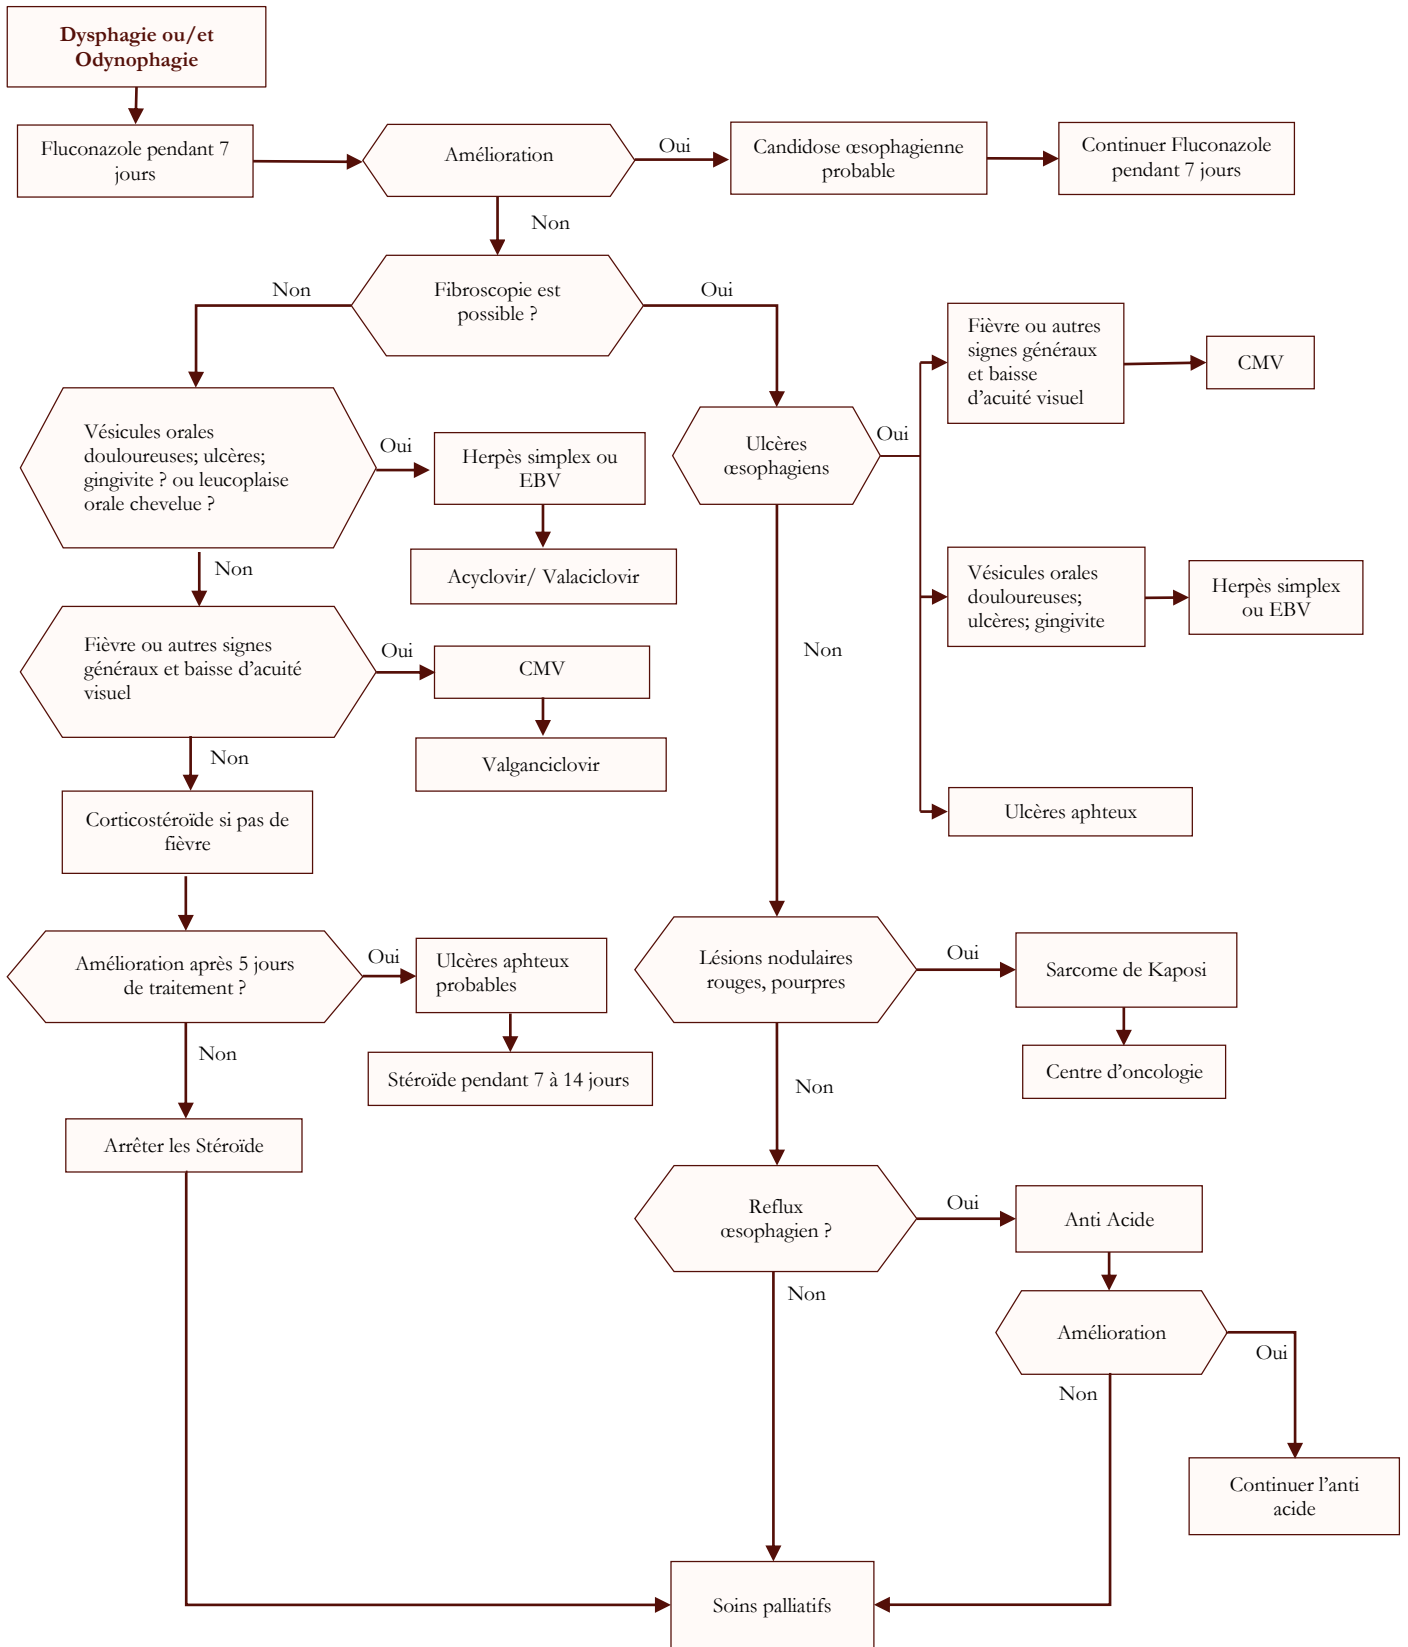 Dysphagie ou/et
Odynophagie
Fluconazole pendant 7
jours
Amélioration
Oui
Candidose œsophagienne
probable
Continuer Fluconazole
pendant 7 jours
Non
Fibroscopie est
possible ?
Non
Oui
Vésicules orales
douloureuses; ulcères;
gingivite ? ou leucoplaise
orale chevelue ?
Oui
Herpès simplex ou
EBV
Acyclovir/ Valaciclovir
Non
Fièvre ou autres signes
généraux et baisse d’acuité
visuel
Oui
CMV
Valganciclovir
Non
Corticostéroïde si pas de
fièvre
Amélioration après 5 jours
de traitement ?
Oui
Ulcères aphteux
probables
Stéroïde pendant 7 à 14 jours
Non
Arrêter les Stéroïde
Ulcères
œsophagiens
Oui
Fièvre ou autres
signes généraux
et baisse
d’acuité visuel
CMV
Vésicules orales
douloureuses;
ulcères; gingivite
Herpès simplex
ou EBV
Ulcères aphteux
Non
Lésions nodulaires
rouges, pourpres
Oui
Sarcome de Kaposi
Centre d’oncologie
Non
Reflux
œsophagien ?
Oui
Anti Acide
Non
Amélioration
Oui
Non
Continuer l’anti
acide
Soins palliatifs